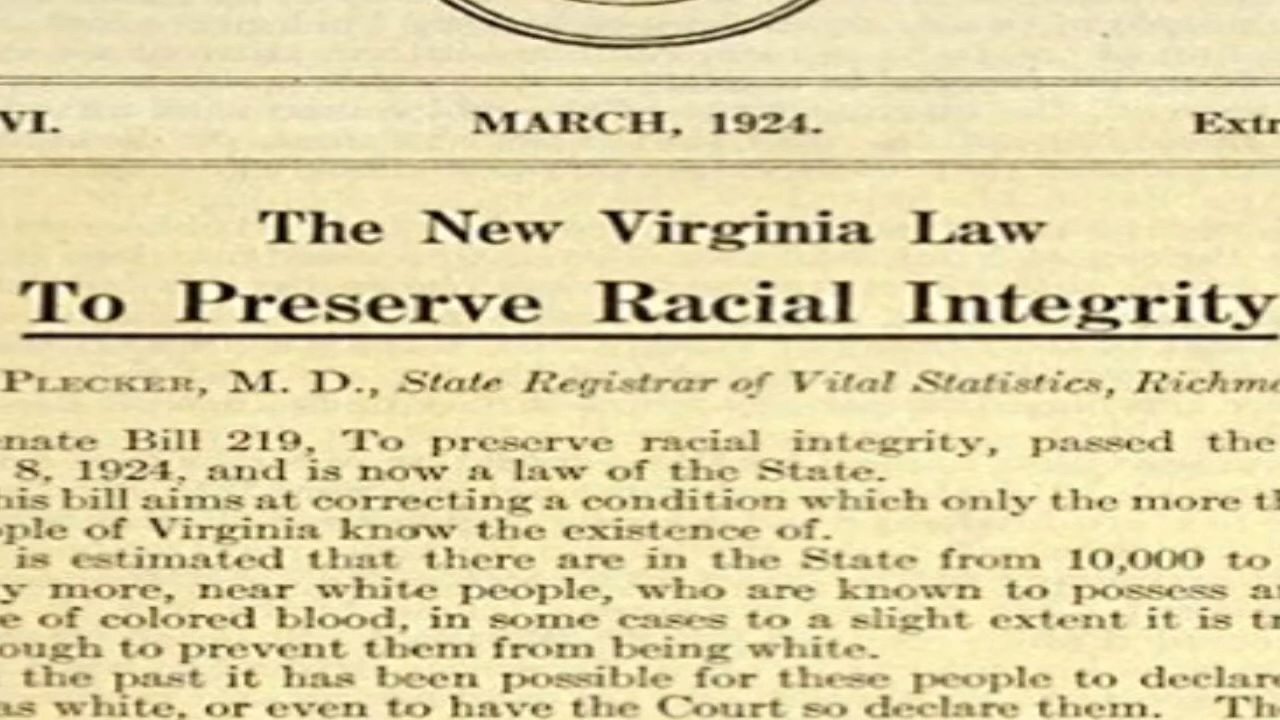 VI. MARCH, 1924. Extr
The New Virginia Law
To Preserve Racial Integrity
PLECKER, M. D., State Registrar of Vital Statistics, Richm
nate Bill 219, To preserve racial integrity, passed the
8, 1924, and is now a law of the State.
his bill aims at correcting a condition which only the more th
ple of Virginia know the existence of.
is estimated that there are in the State from 10,000 to
y more, near white people, who are known to possess a
e of colored blood, in some cases to a slight extent it is tr
ough to prevent them from being white.
the past it has been possible for these people to declar
as white, or even to have the Court so declare them. Th